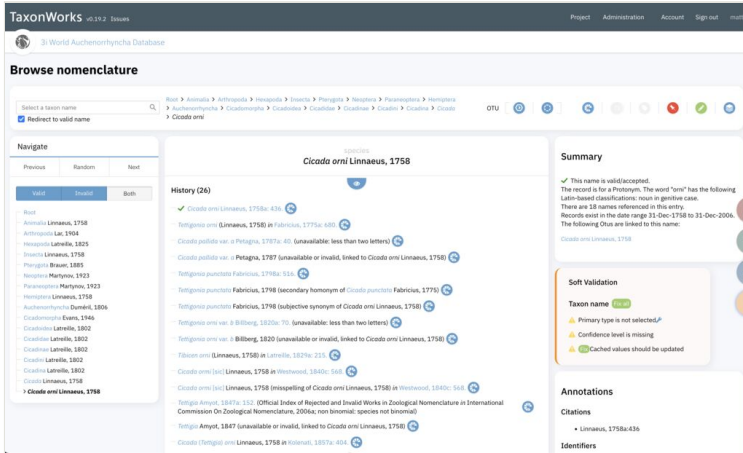 TaxonWorks v0.19.2 Issues
Project Administration Account Sign out
3i World Auchenorrhyncha Database
Browse nomenclature
Select a taxon name
Redirect to valid name
Root > Animalia > Arthropoda > Hexapoda > Insecta > Pterygota > Neoptera > Paraneoptera > Hemiptera
> Auchenorrhyncha > Cicadomorpha > Cicadoidea > Cicadidae > Cicadinae > Cicadini > Cicadina > Cicada
> Cicada orni
OTU
Navigate
Previous Random Next
Valid Invalid Both
Root
Animalia Linnaeus, 1758
Arthropoda Lar, 1904
Hexapoda Latreille, 1825
Insecta Linnaeus, 1758
Pterygota Brauer, 1885
Neoptera Martynov, 1923
Paraneoptera Martynov, 1923
Hemiptera Linnaeus, 1758
Auchenorrhyncha Duméril, 1806
Cicadomorpha Evans, 1946
Cicadoidea Latreille, 1802
Cicadidae Latreille, 1802
Cicadinae Latreille, 1802
Cicadini Latreille, 1802
Cicadina Latreille, 1802
Cicada Linnaeus, 1758
> Cicada orni Linnaeus, 1758
species
Cicada orni Linnaeus, 1758
History (26)
Cicada orni Linnaeus, 1758a: 436.
Tettigonia orni (Linnaeus, 1758) in Fabricius, 1775a: 680.
Cicada pallida var. a Petagna, 1787a: 40. (unavailable: less than two letters)
Cicada pallida var. a Petagna, 1787 (unavailable or invalid, linked to Cicada orni Linnaeus, 1758)
Tettigonia punctata Fabricius, 1798a: 516.
Tettigonia punctata Fabricius, 1798 (secondary homonym of Cicada punctata Fabricius, 1775)
Tettigonia punctata Fabricius, 1798 (subjective synonym of Cicada orni Linnaeus, 1758)
Tettigonia orni var. b Billberg, 1820a: 70. (unavailable: less than two letters)
Tettigonia orni var. b Billberg, 1820 (unavailable or invalid, linked to Cicada orni Linnaeus, 1758)
Tibicen orni (Linnaeus, 1758) in Latreille, 1829a: 215.
Cicada ormi [sic] Linnaeus, 1758 in Westwood, 1840c: 568.
Cicada ormi [sic] Linnaeus, 1758 (misspelling of Cicada orni Linnaeus, 1758) in Westwood, 1840c: 568.
Tettigia Amyot, 1847a: 152. (Official Index of Rejected and Invalid Works in Zoological Nomenclature in International
Commission On Zoological Nomenclature, 2006a; non binomial: species not binomial)
Tettigia Amyot, 1847 (unavailable or invalid, linked to Cicada orni Linnaeus, 1758)
Cicada (Tettigia) orni Linnaeus, 1758 in Kolenati, 1857a: 404.
Summary
This name is valid/accepted.
The record is for a Protonym. The word "orni" has the following
Latin-based classifications: noun in genitive case.
There are 18 names referenced in this entry.
Records exist in the date range 31-Dec-1758 to 31-Dec-2006.
The following Otus are linked to this name:
Cicada orni Linnaeus, 1758
Soft Validation
Taxon name Fix all
Primary type is not selected
Confidence level is missing
Fix Cached values should be updated
Annotations
Citations
• Linnaeus, 1758a:436
Identifiers